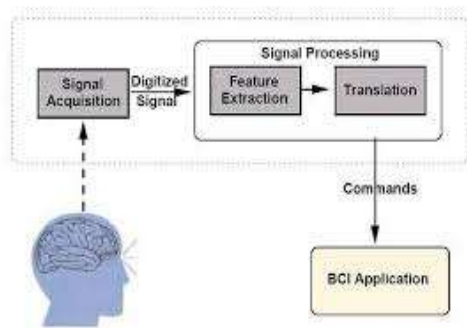 Signal Processing
Signal
Acquisition
Digitized
Signal
Feature
Extraction
Translation
Commands
BCI Application